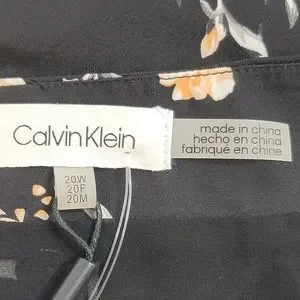 Calvin Klein
made in china
hecho en china
fabriqué en chine
20W
20F
20M